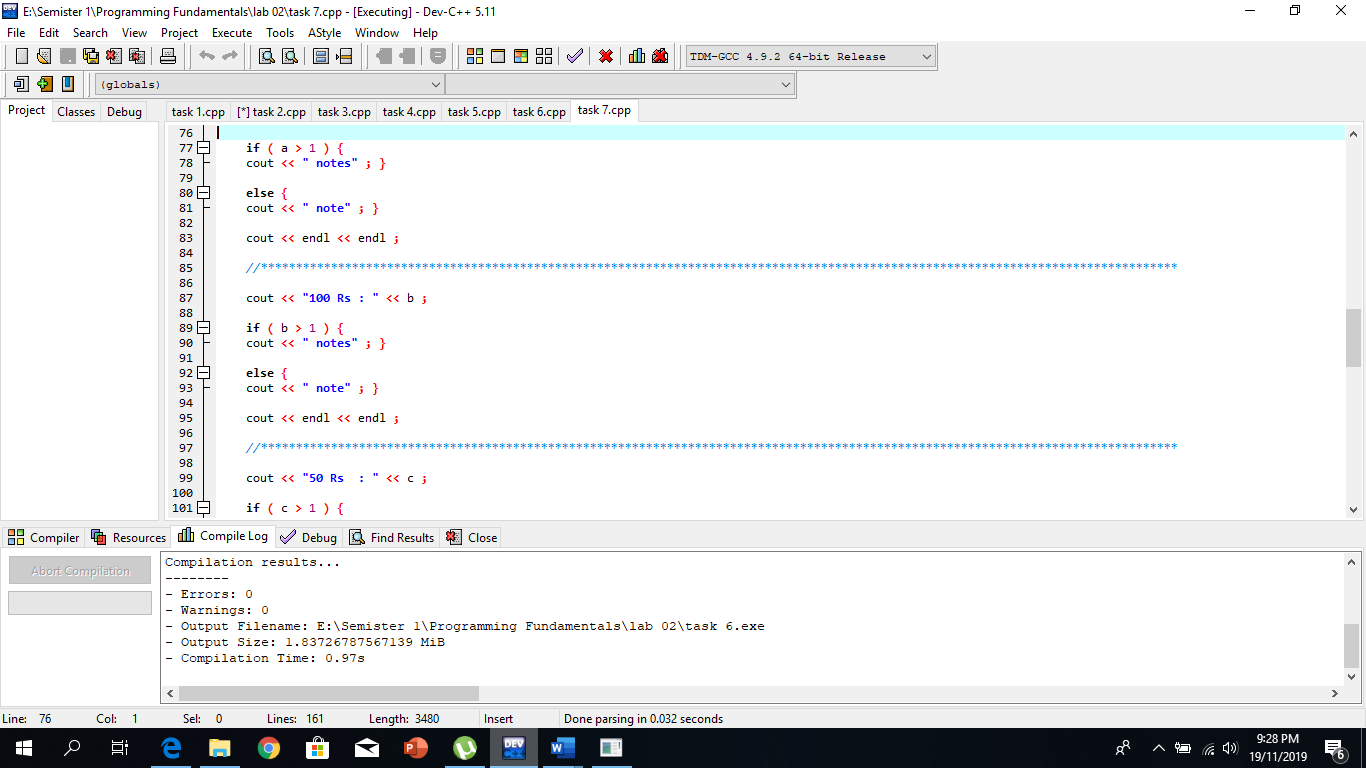 E:\Semister 1\Programming Fundamentals\lab 02\task 7.cpp - [Executing] - Dev-C++ 5.11
File Edit Search View Project Execute Tools AStyle Window Help
TDM-GCC 4.9.2 64-bit Release
(globals)
Project Classes Debug
task 1.cpp [*] task 2.cpp task 3.cpp task 4.cpp task 5.cpp task 6.cpp task 7.cpp
76
77 if ( a > 1 ) {
78 cout << " notes" ; }
79
80 else {
81 cout << " note" ; }
82
83 cout << endl << endl ;
84
85 //**********************************************************************************************************************************
86
87 cout << "100 Rs : " << b ;
88
89 if ( b > 1 ) {
90 cout << " notes" ; }
91
92 else {
93 cout << " note" ; }
94
95 cout << endl << endl ;
96
97 //**********************************************************************************************************************************
98
99 cout << "50 Rs  : " << c ;
100
101 if ( c > 1 ) {
Compiler Resources Compile Log Debug Find Results Close
Abort Compilation
Compilation results...
--------
- Errors: 0
- Warnings: 0
- Output Filename: E:\Semister 1\Programming Fundamentals\lab 02\task 6.exe
- Output Size: 1.83726787567139 MiB
- Compilation Time: 0.97s
Line: 76 Col: 1 Sel: 0 Lines: 161 Length: 3480 Insert Done parsing in 0.032 seconds
DEV
9:28 PM
19/11/2019
6